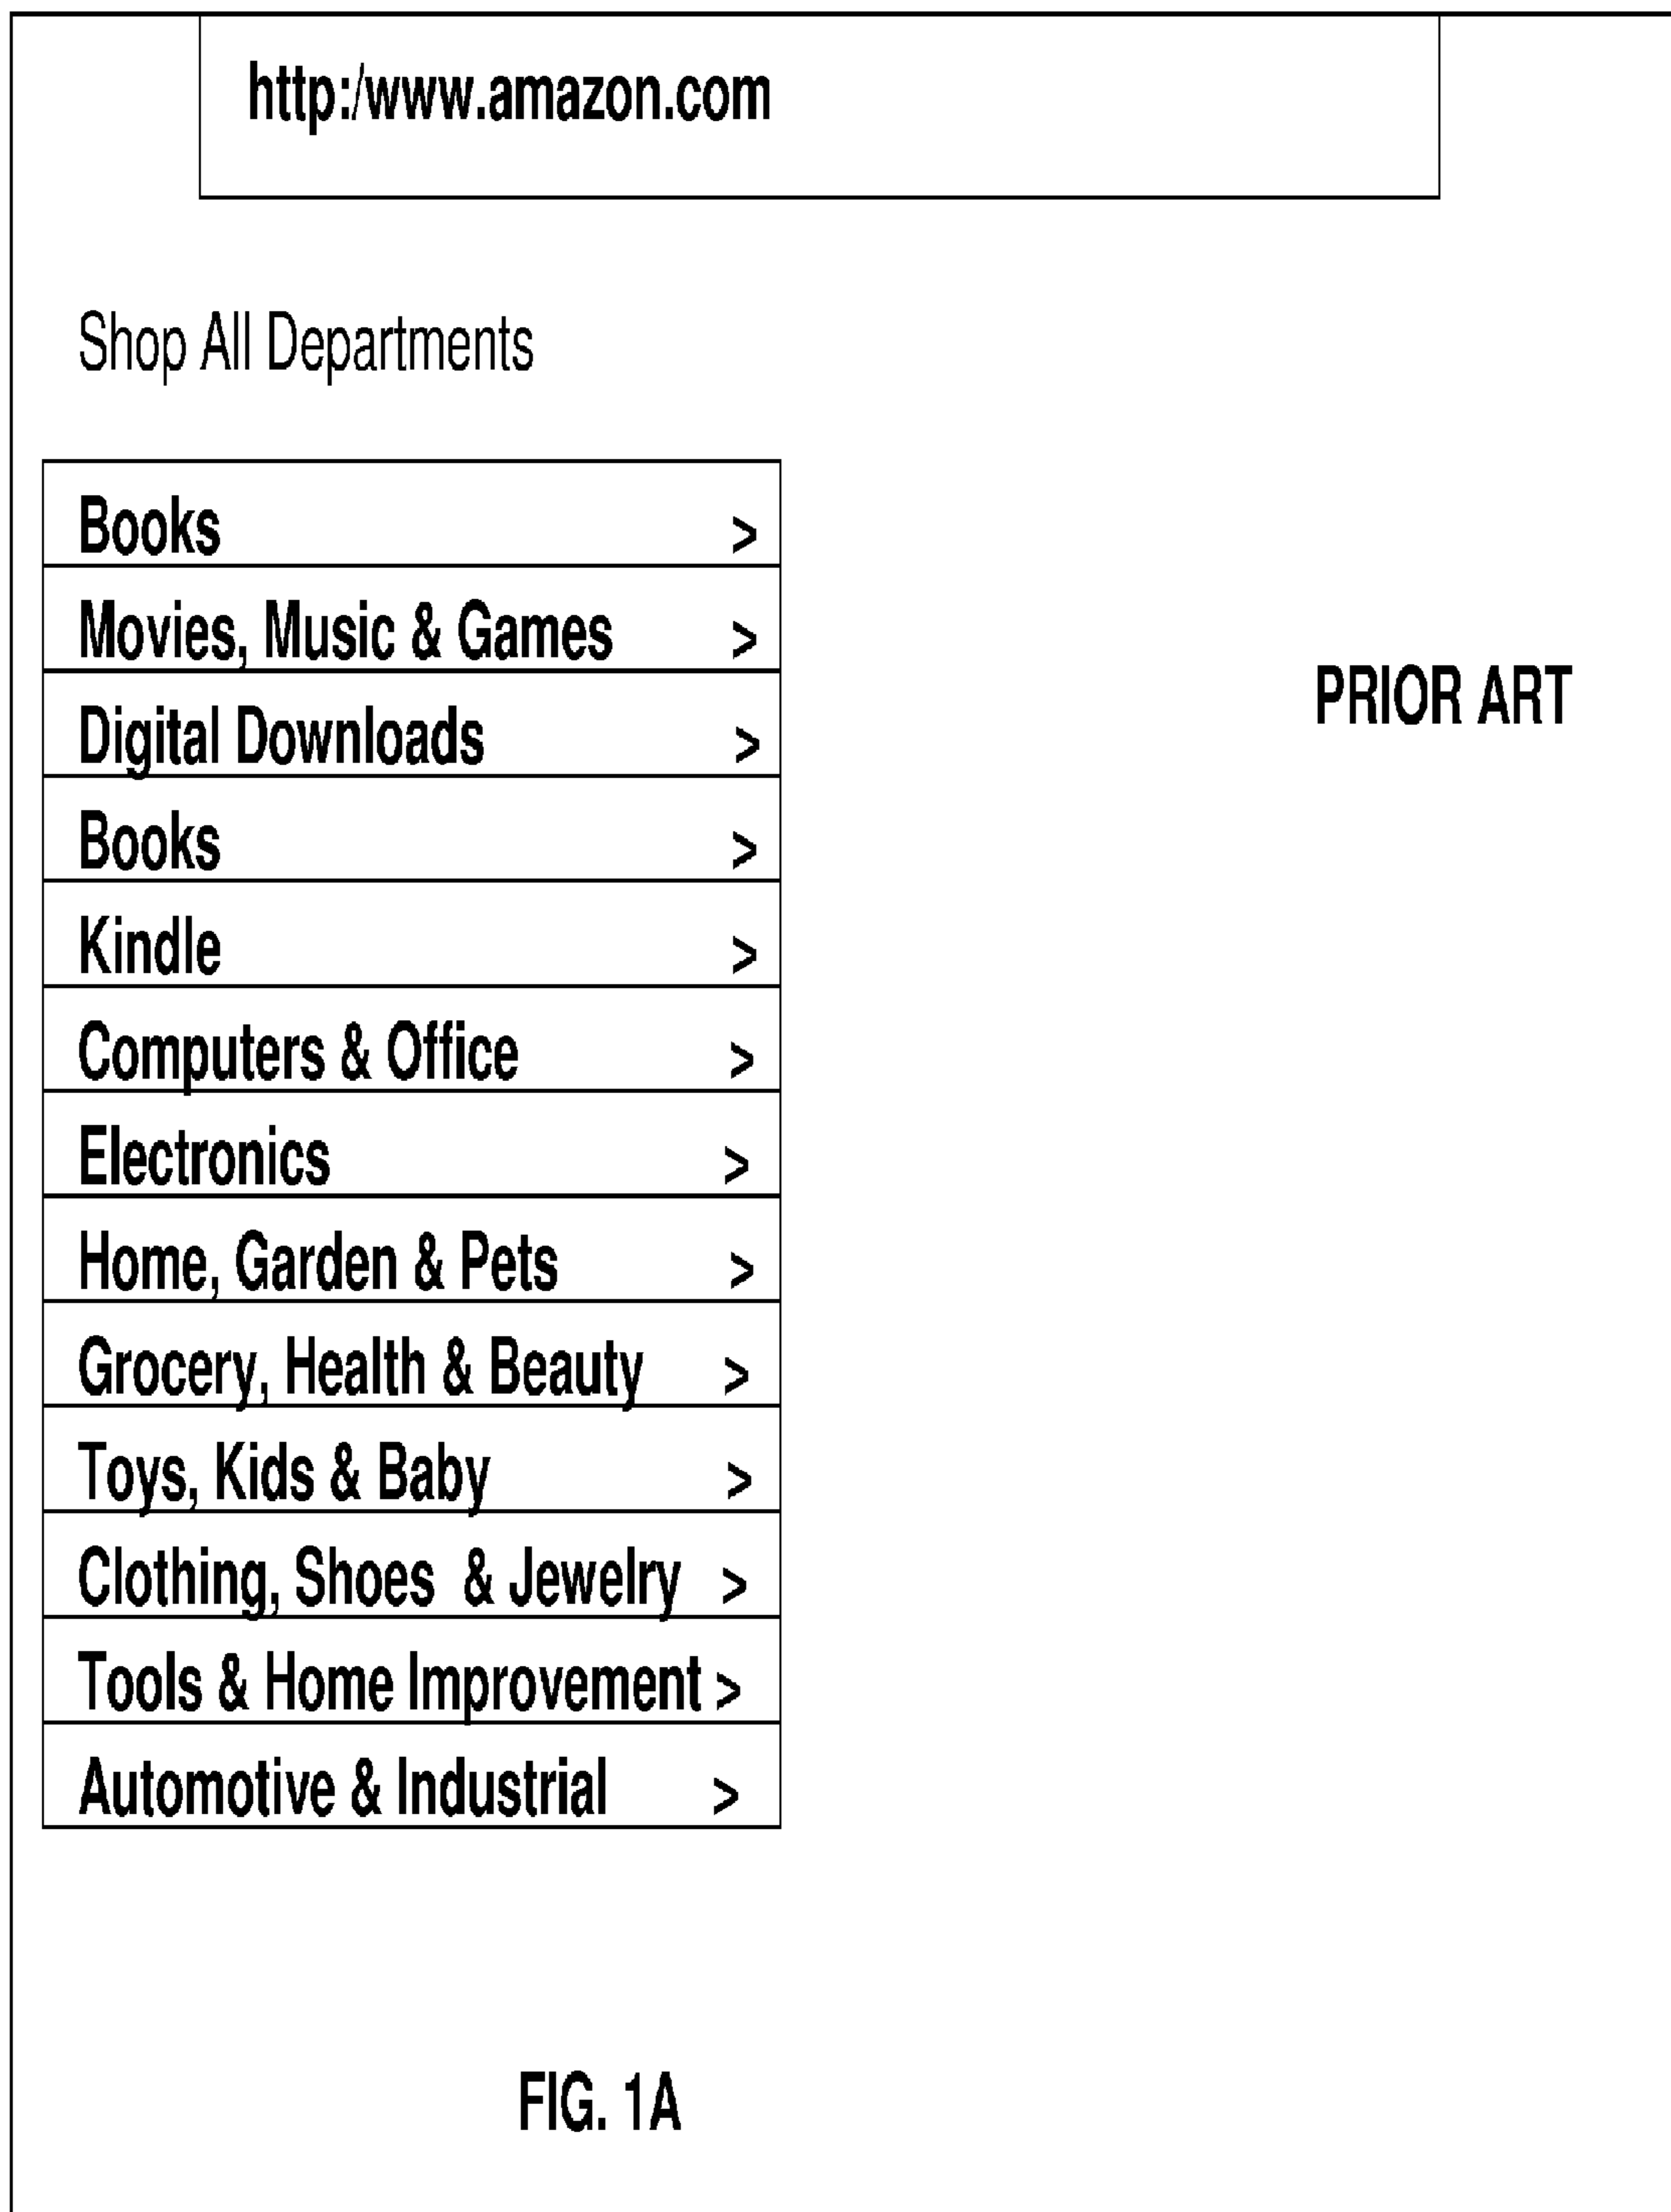 http:/www.amazon.com
Shop All Departments
Books >
Movies, Music & Games >
PRIOR ART
Digital Downloads >
Books >
Kindle >
Computers & Office >
Electronics >
Home, Garden & Pets >
Grocery, Health & Beauty >
Toys, Kids & Baby >
Clothing, Shoes & Jewelry >
Tools & Home Improvement >
Automotive & Industrial >
FIG. 1A